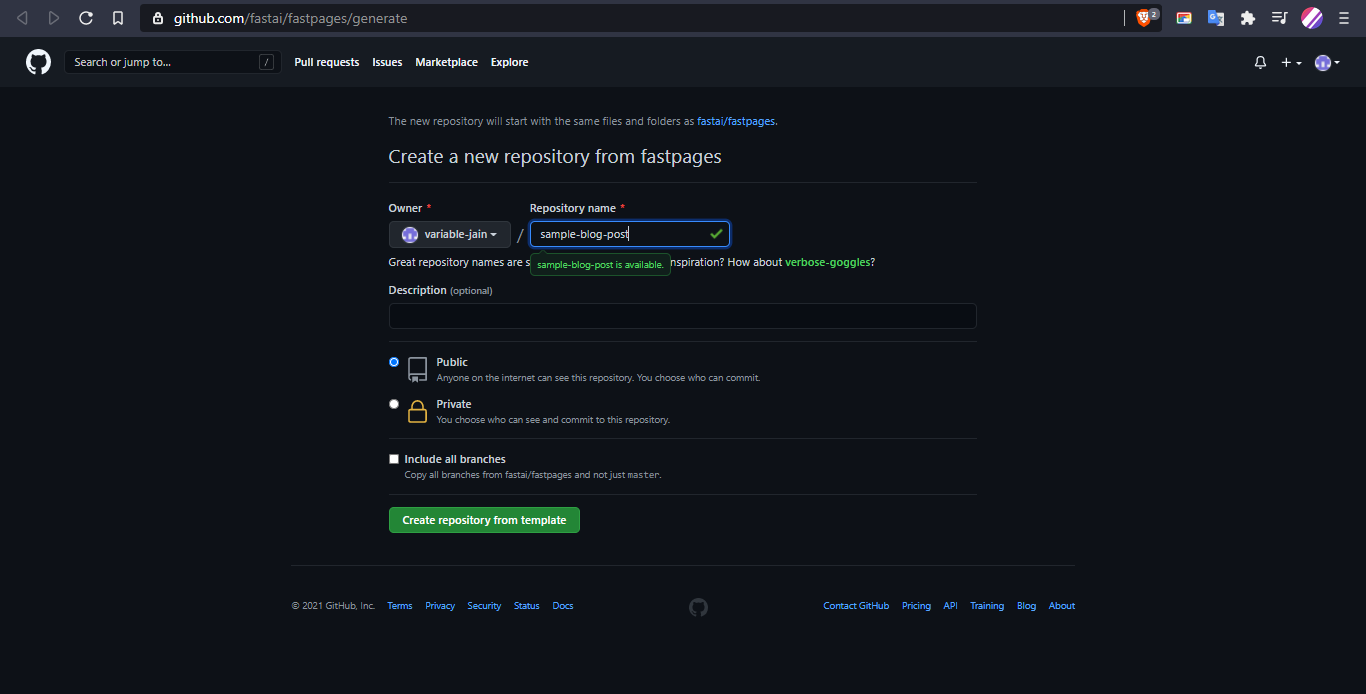 github.com/fastai/fastpages/generate
2
Search or jump to...
/
Pull requests Issues Marketplace Explore
The new repository will start with the same files and folders as fastai/fastpages.
Create a new repository from fastpages
Owner * Repository name *
variable-jain / sample-blog-post
Great repository names are s
sample-blog-post is available.
nspiration? How about verbose-goggles?
Description (optional)
Public
Anyone on the internet can see this repository. You choose who can commit.
Private
You choose who can see and commit to this repository.
Include all branches
Copy all branches from fastai/fastpages and not just master.
Create repository from template
© 2021 GitHub, Inc. Terms Privacy Security Status Docs Contact GitHub Pricing API Training Blog About